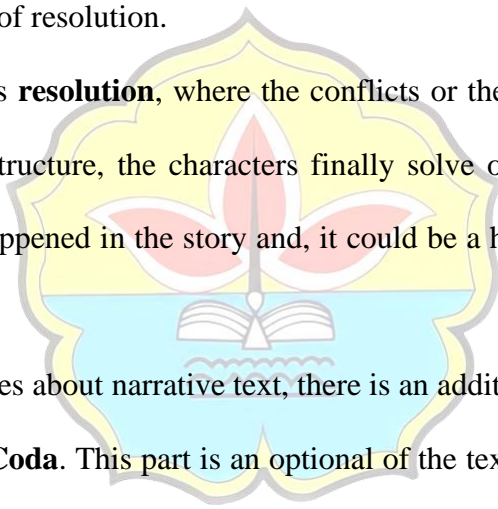 of resolution.
s resolution, where the conflicts or the
tructure, the characters finally solve o
ppened in the story and, it could be a h
es about narrative text, there is an addit
Coda. This part is an optional of the tex